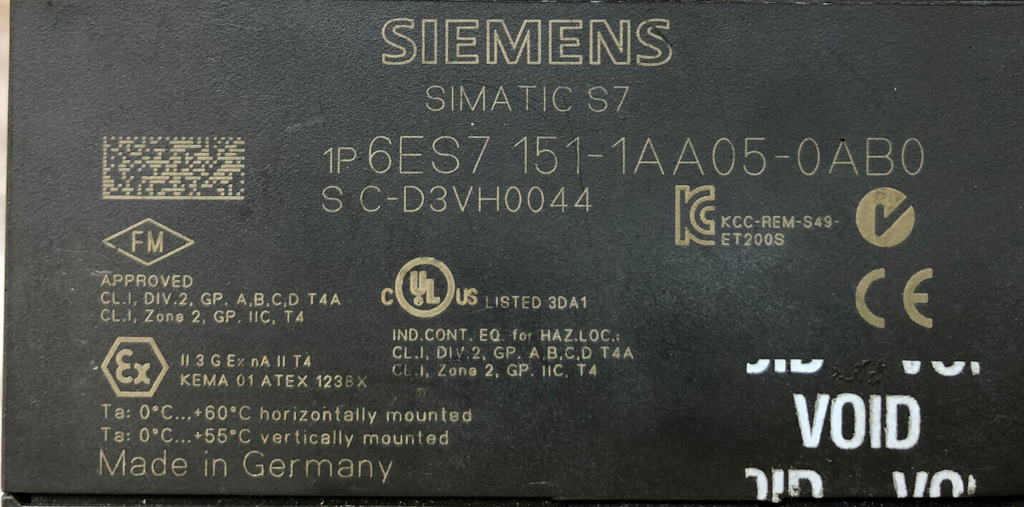 SIEMENS
SIMATIC S7
1P 6ES7 151-1AA05-0AB0
S C-D3VH0044
KCC-REM-S49-
ET200S
FM
APPROVED
CL.I, DIV.2, GP. A,B,C,D T4A
CL.I, Zone 2, GP. IIC, T4
C UL US LISTED 3DA1
IND.CONT. EQ. for HAZ.LOC.:
CL.I, DIV.2, GP. A,B,C,D T4A
CL.I, Zone 2, GP. IIC, T4
CE
Ex
II 3 G Ex nA II T4
KEMA 01 ATEX 1238X
Ta: 0°C...+60°C horizontally mounted
Ta: 0°C...+55°C vertically mounted
Made in Germany
VOID